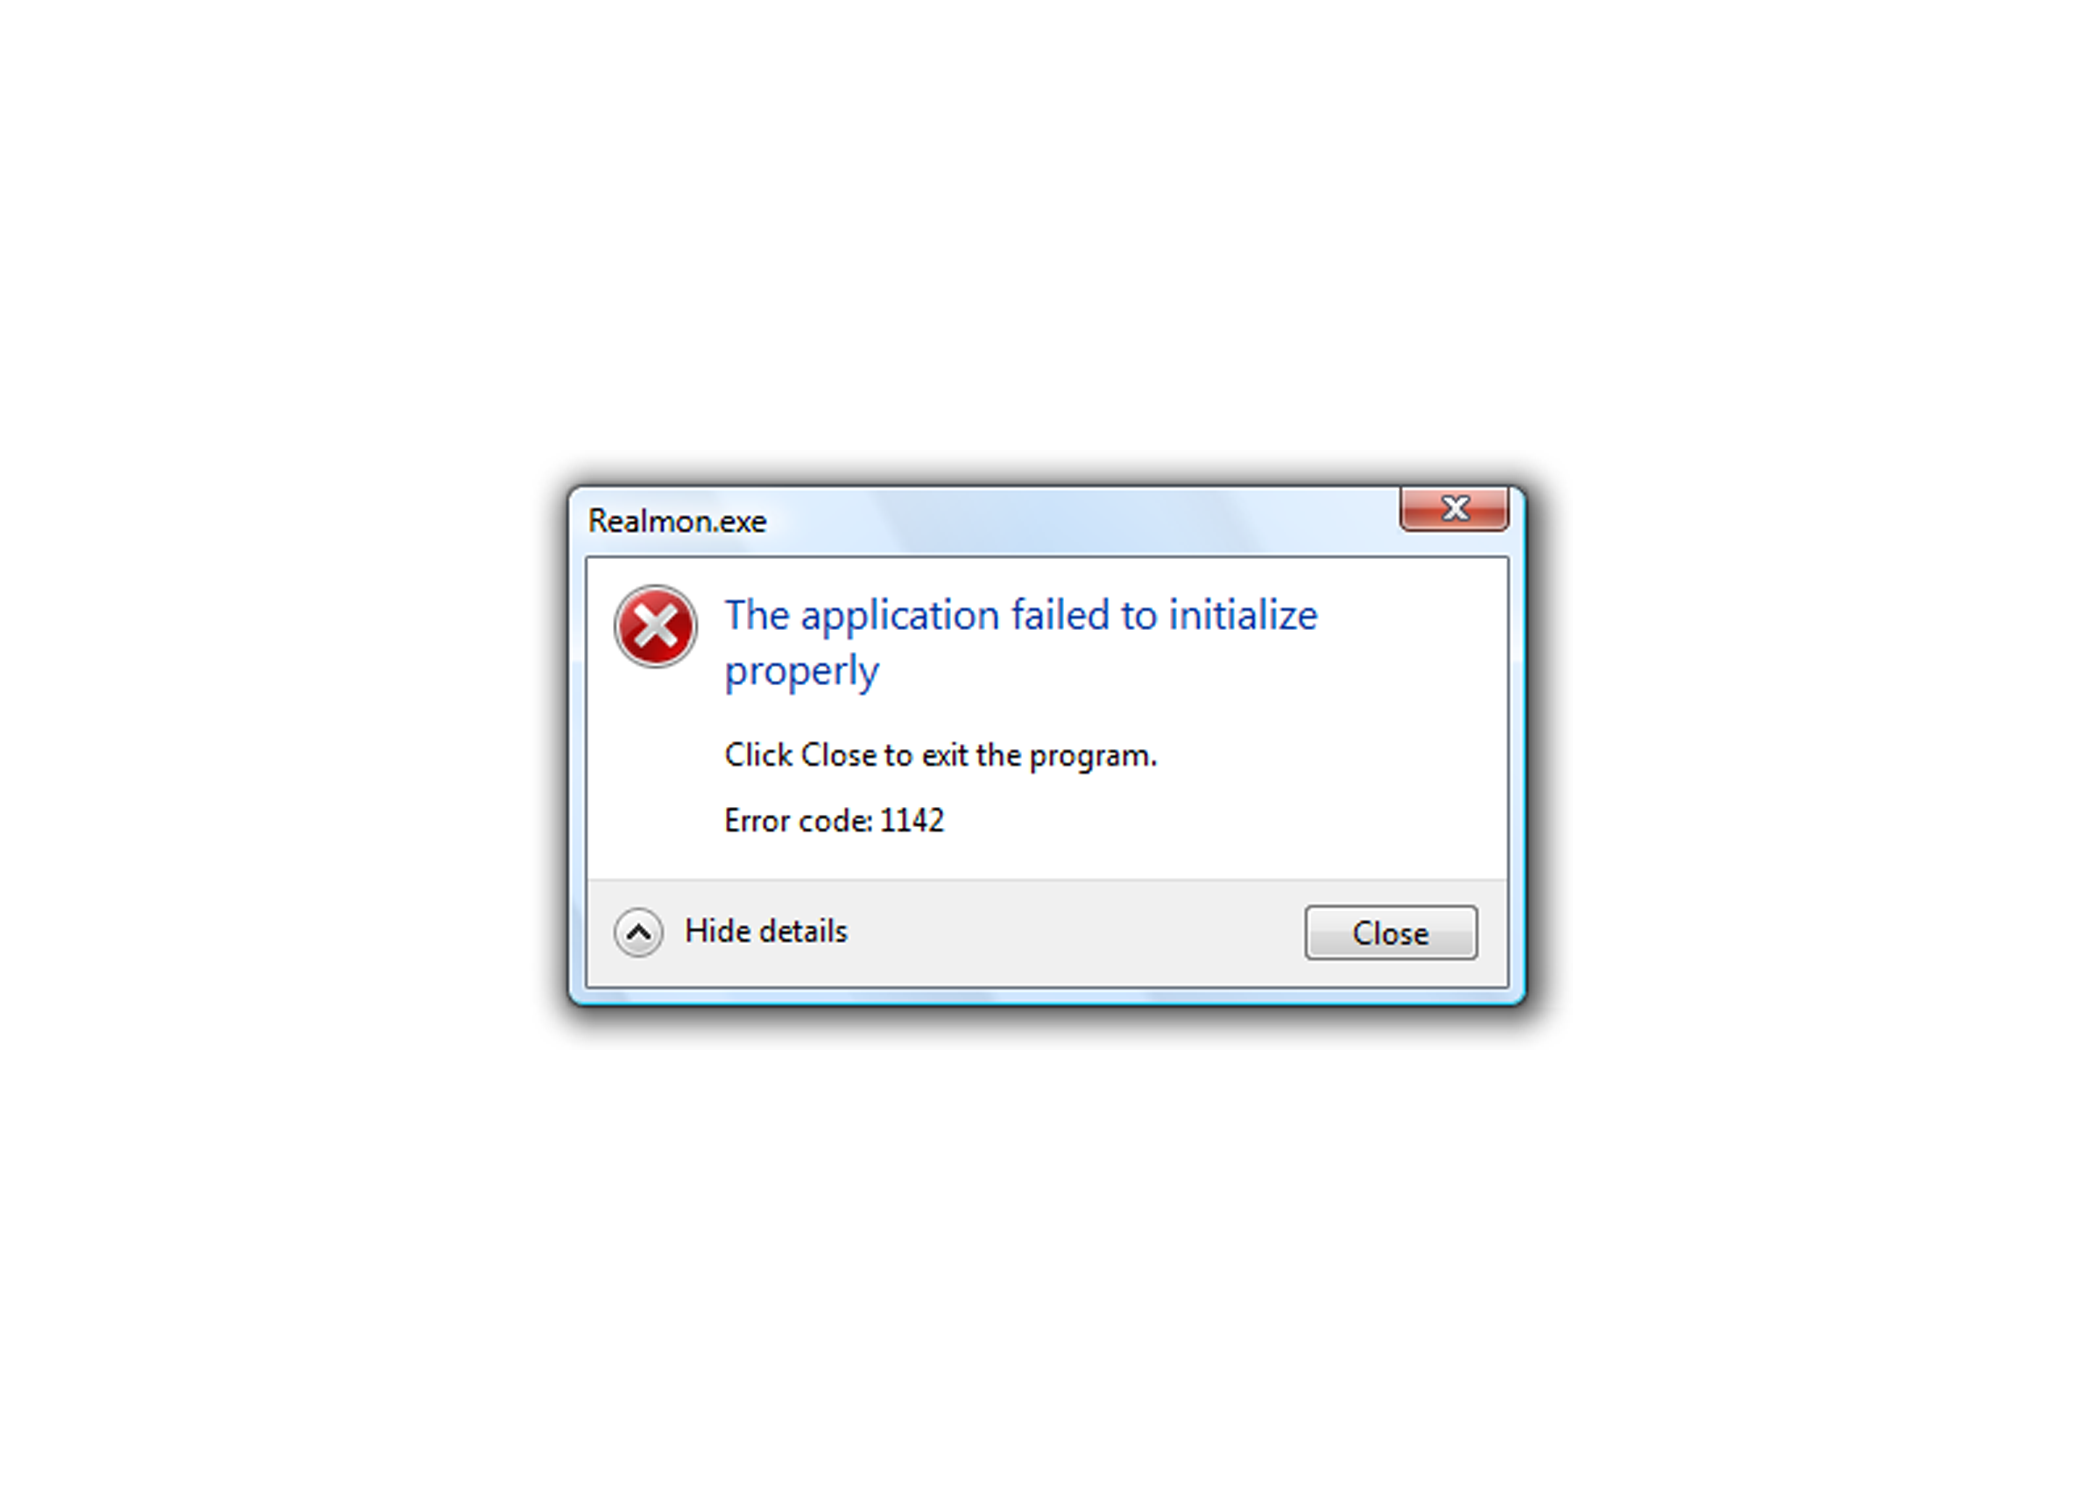 Realmon.exe
The application failed to initialize
properly
Click Close to exit the program.
Error code: 1142
Hide details
Close